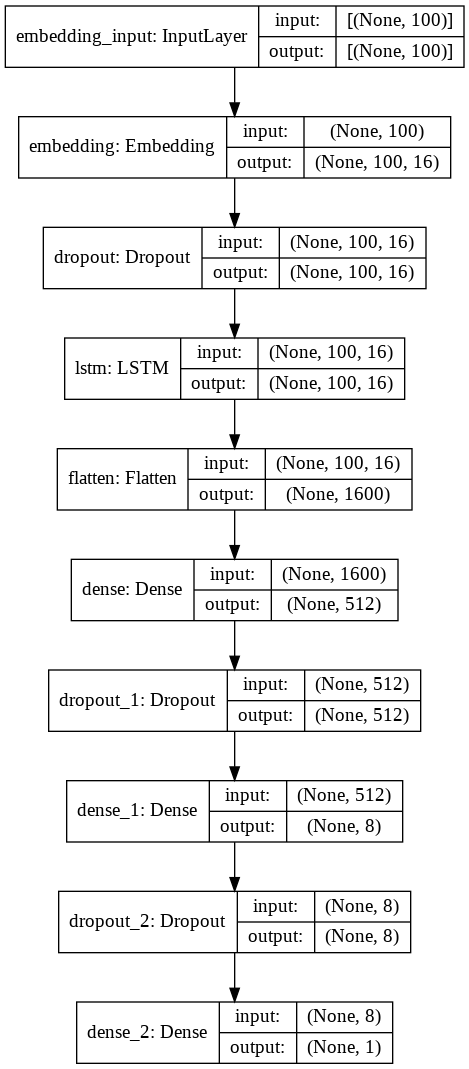 embedding_input: InputLayer
input:
[(None, 100)]
output:
[(None, 100)]
embedding: Embedding
input:
(None, 100)
output:
(None, 100, 16)
dropout: Dropout
input:
(None, 100, 16)
output:
(None, 100, 16)
lstm: LSTM
input:
(None, 100, 16)
output:
(None, 100, 16)
flatten: Flatten
input:
(None, 100, 16)
output:
(None, 1600)
dense: Dense
input:
(None, 1600)
output:
(None, 512)
dropout_1: Dropout
input:
(None, 512)
output:
(None, 512)
dense_1: Dense
input:
(None, 512)
output:
(None, 8)
dropout_2: Dropout
input:
(None, 8)
output:
(None, 8)
dense_2: Dense
input:
(None, 8)
output:
(None, 1)